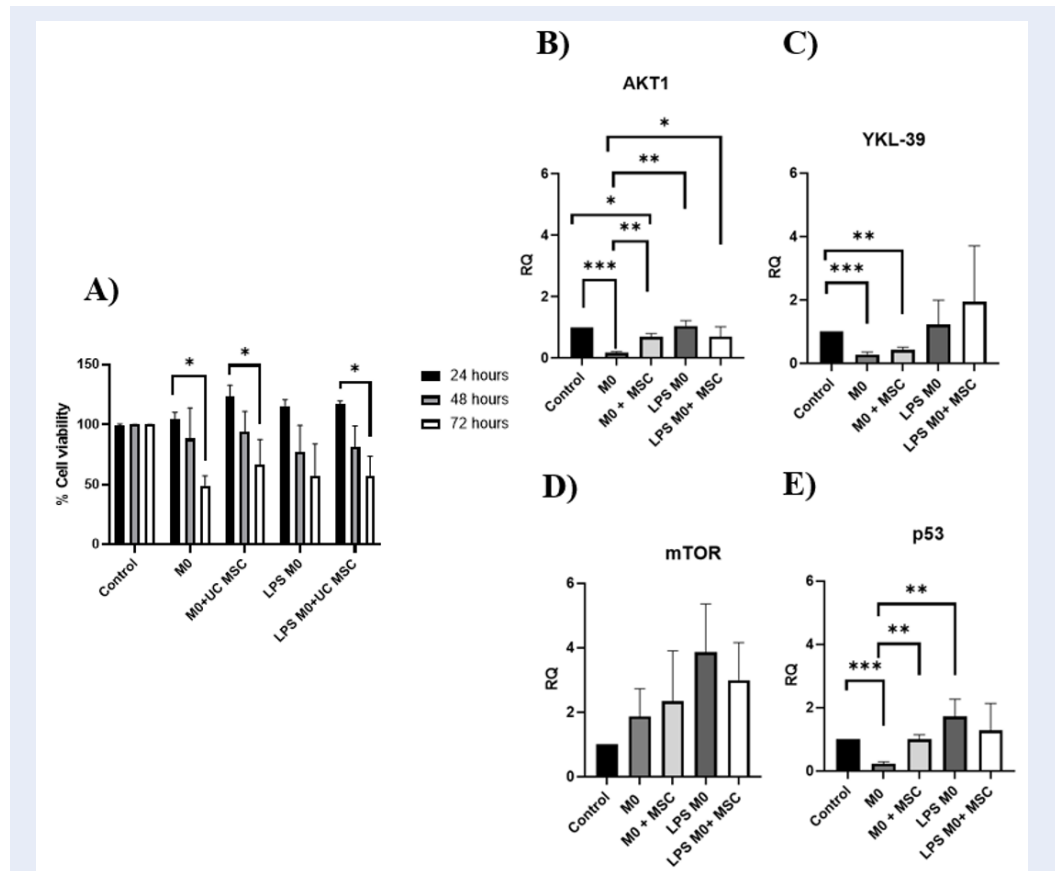 A)
150
100
50
0
% Cell viability
*
*
*
Control
M0
M0+UC MSC
LPS M0
LPS M0+UC MSC
24 hours
48 hours
72 hours
B)
AKT1
6
4
2
0
RQ
*
**
*
**
***
Control
M0
M0 + MSC
LPS M0
LPS M0+ MSC
C)
YKL-39
6
4
2
0
RQ
**
***
Control
M0
M0 + MSC
LPS M0
LPS M0+ MSC
D)
mTOR
6
4
2
0
RQ
Control
M0
M0 + MSC
LPS M0
LPS M0+ MSC
E)
p53
6
4
2
0
RQ
**
**
***
Control
M0
M0 + MSC
LPS M0
LPS M0+ MSC